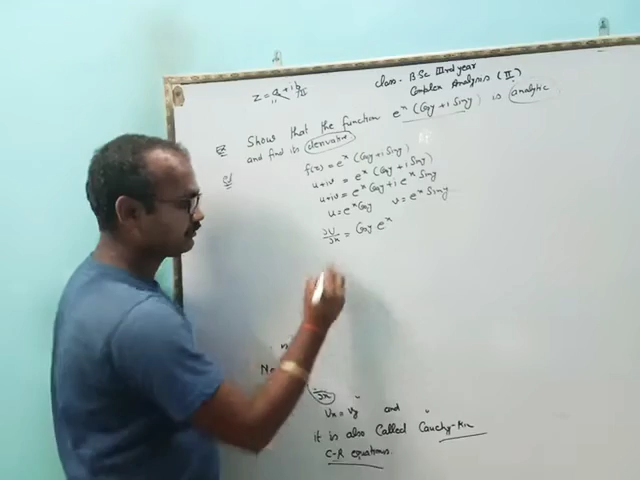 class - BSc IIIrd year
Complex Analysis (II)
Z = a + ib
Ex Show that the function e^x (Cosy + i Siny) is analytic
and find its derivative
Sol f(z) = e^x (Cosy + i Siny)
u+iv = e^x (Cosy + i Siny)
u+iv = e^x Cosy + i e^x Siny
u = e^x Cosy v = e^x Siny
∂u/∂x = Cosy e^x
∂x
Ux = Vy and
it is also Called Cauchy-Rie
C-R equations.